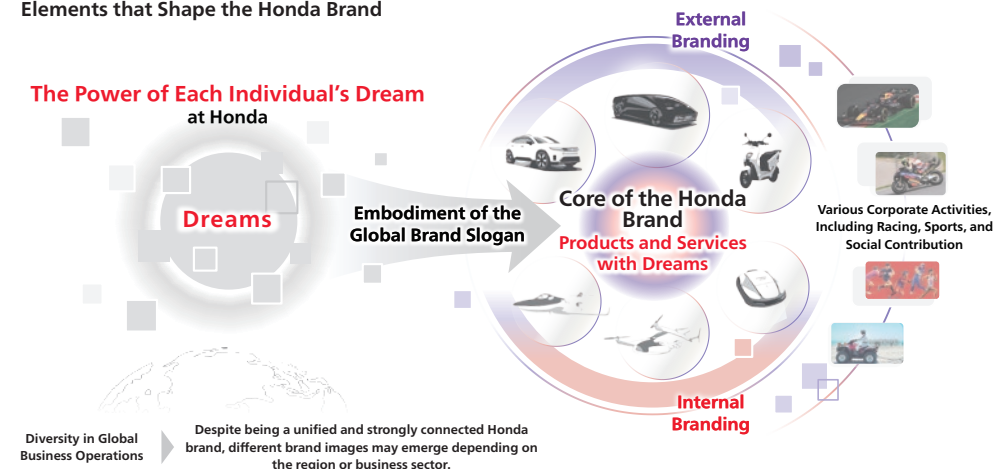 Elements that Shape the Honda Brand
The Power of Each Individual's Dream
at Honda
Dreams
Embodiment of the
Global Brand Slogan
External
Branding
Core of the Honda
Brand
Products and Services
with Dreams
Internal
Branding
Various Corporate Activities,
Including Racing, Sports, and
Social Contribution
Diversity in Global
Business Operations
Despite being a unified and strongly connected Honda
brand, different brand images may emerge depending on
the region or business sector.